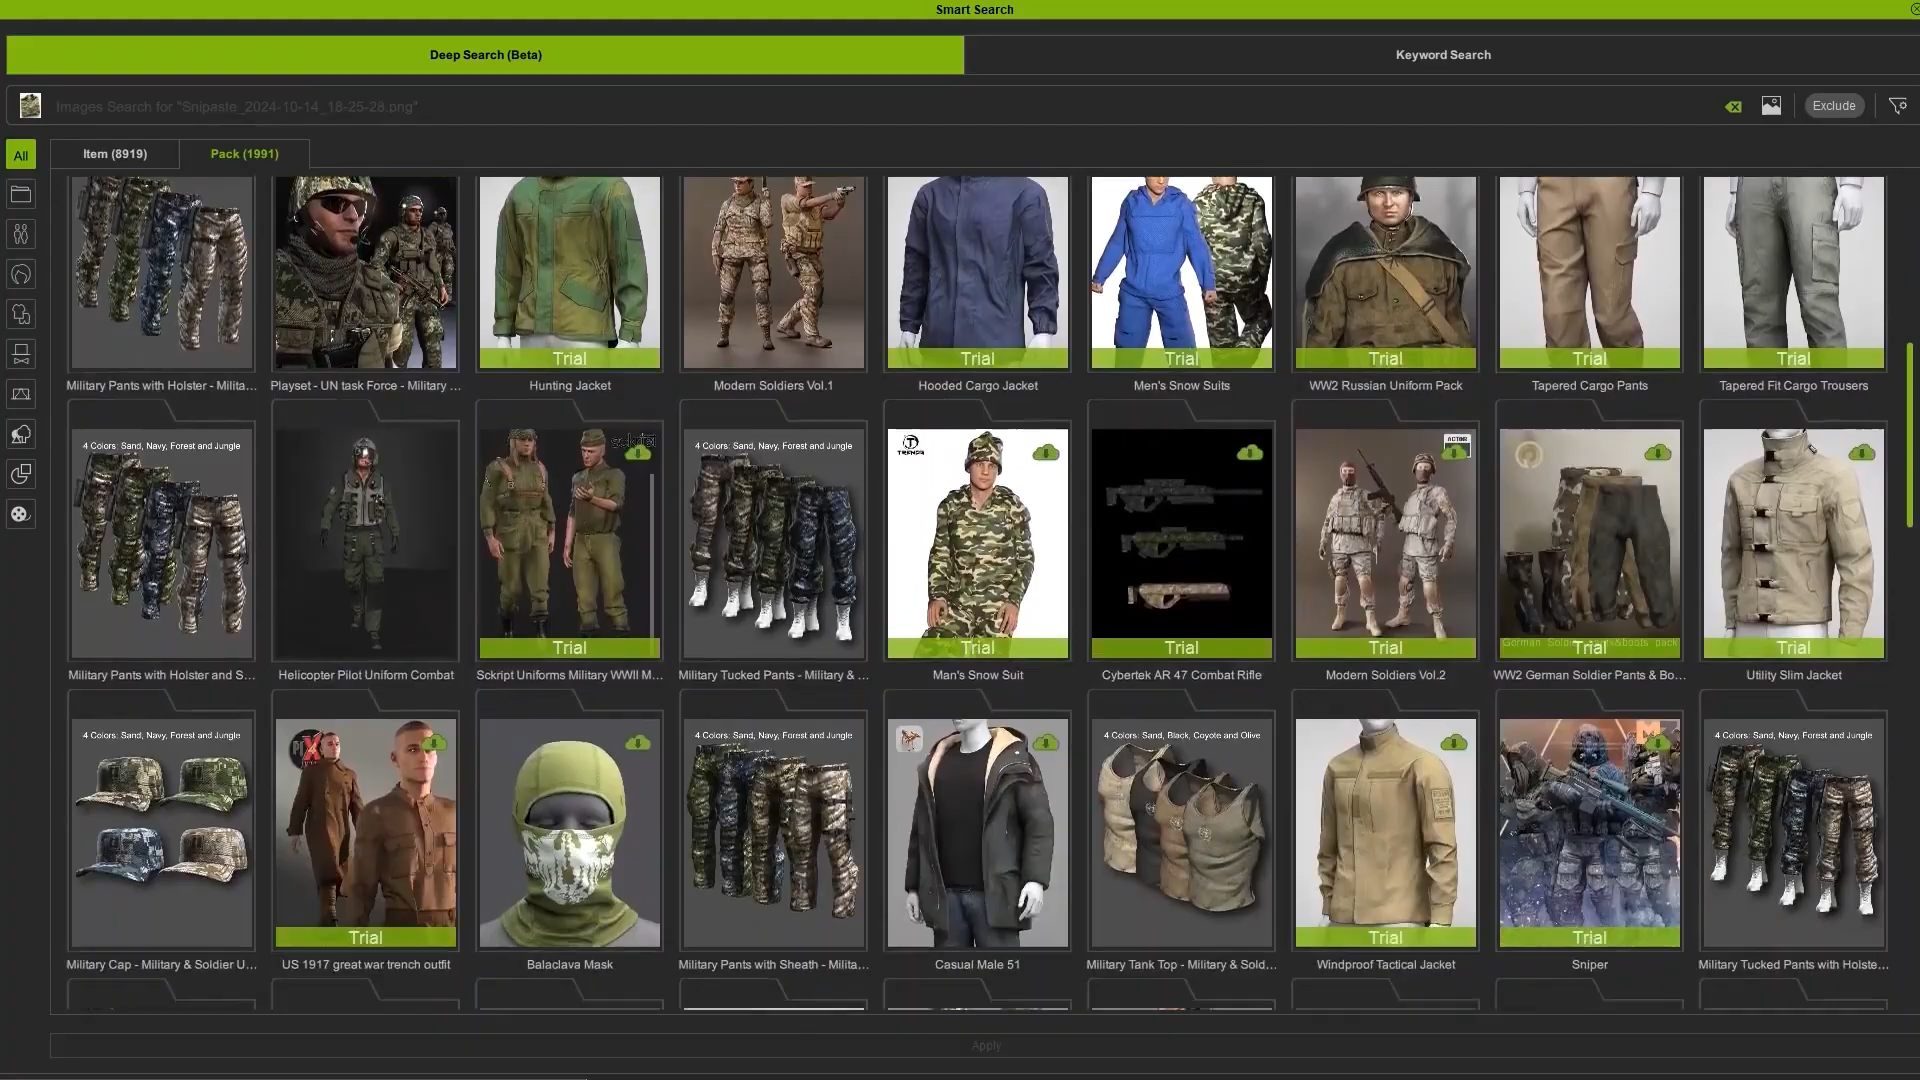 Smart Search
Deep Search (Beta)
Keyword Search
Images Search for "Snipaste_2024-10-14_18-25-28.png"
Exclude
All
Item (8919)
Pack (1991)
Trial
Trial
Trial
Trial
Trial
Trial
Military Pants with Holster - Milita...
Playset - UN task Force - Military ...
Hunting Jacket
Modern Soldiers Vol.1
Hooded Cargo Jacket
Men's Snow Suits
WW2 Russian Uniform Pack
Tapered Cargo Pants
Tapered Fit Cargo Trousers
4 Colors: Sand, Navy, Forest and Jungle
4 Colors: Sand, Navy, Forest and Jungle
ACTOR
Trial
Trial
Trial
Trial
Trial
Trial
Military Pants with Holster and S...
Helicopter Pilot Uniform Combat
Sckript Uniforms Military WWII M...
Military Tucked Pants - Military & ...
Man's Snow Suit
Cybertek AR 47 Combat Rifle
Modern Soldiers Vol.2
WW2 German Soldier Pants & Bo...
Utility Slim Jacket
4 Colors: Sand, Navy, Forest and Jungle
4 Colors: Sand, Navy, Forest and Jungle
4 Colors: Sand, Black, Coyote and Olive
4 Colors: Sand, Navy, Forest and Jungle
Trial
Trial
Trial
Military Cap - Military & Soldier U...
US 1917 great war trench outfit
Balaclava Mask
Military Pants with Sheath - Milita...
Casual Male 51
Military Tank Top - Military & Sold...
Windproof Tactical Jacket
Sniper
Military Tucked Pants with Holste...
Apply